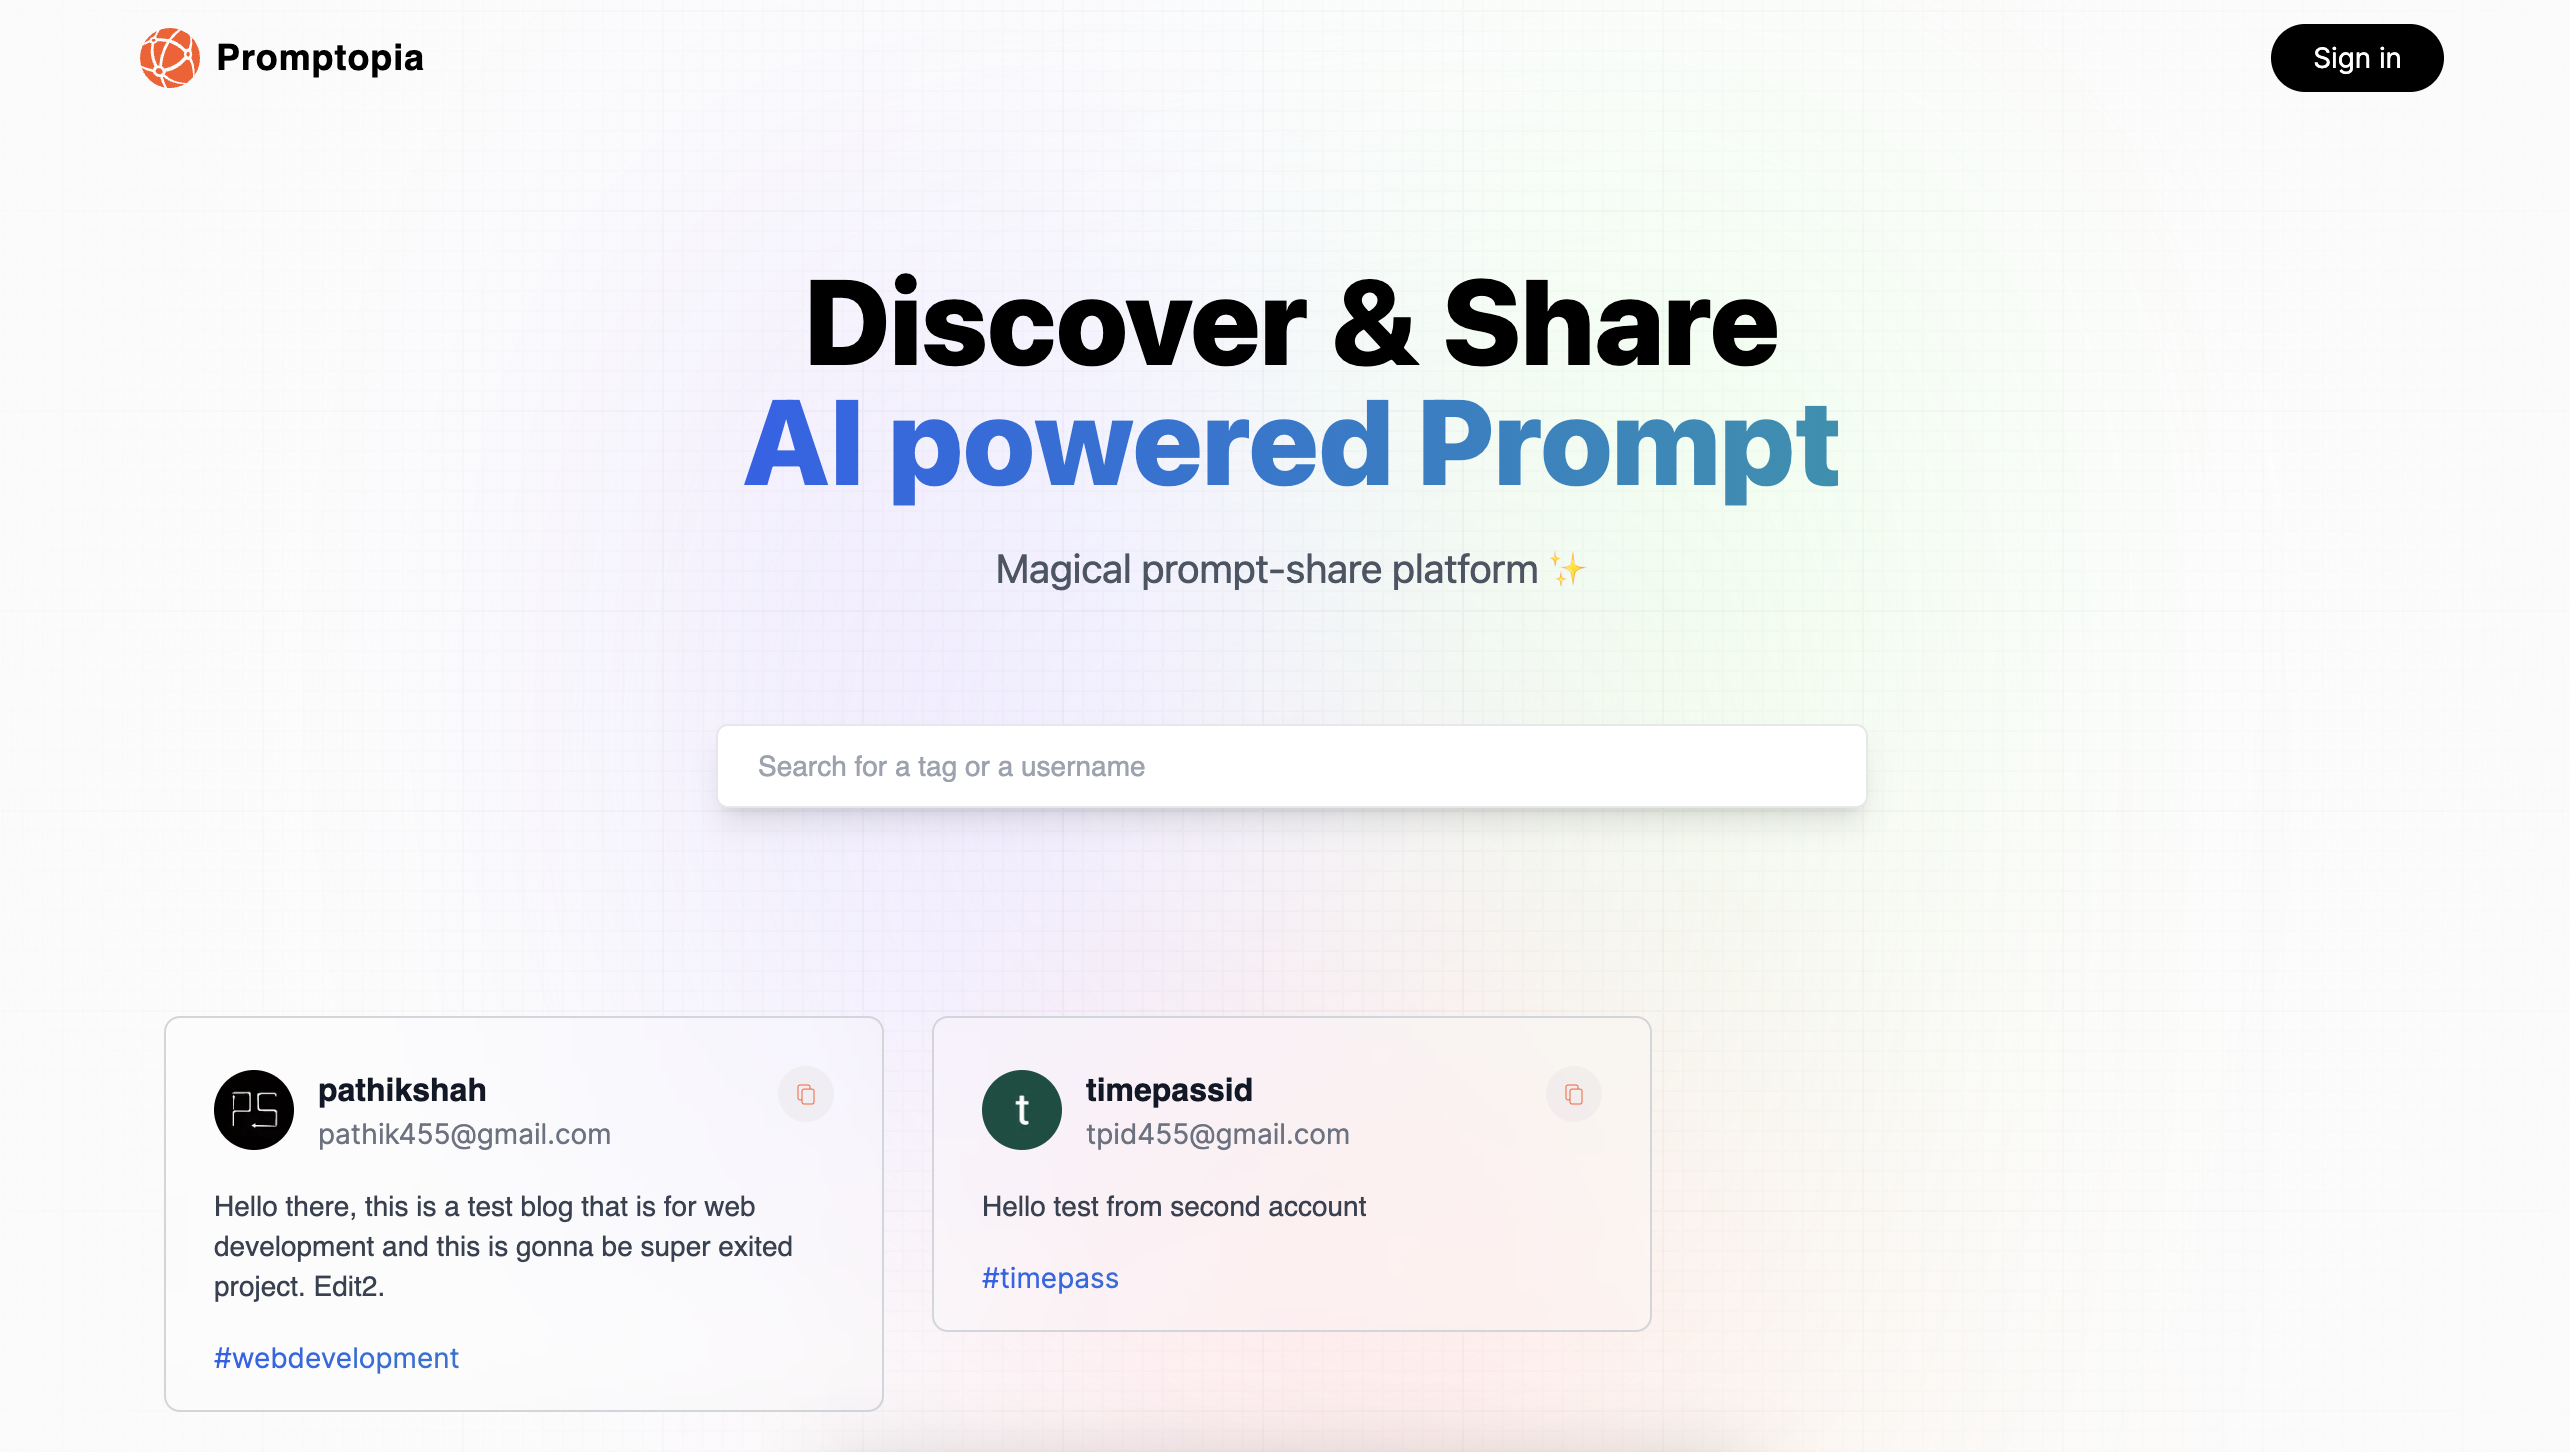 Promptopia
Sign in
Discover & Share
AI powered Prompt
Magical prompt-share platform ✨
Search for a tag or a username
PS
pathikshah
pathik455@gmail.com
Hello there, this is a test blog that is for web
development and this is gonna be super exited
project. Edit2.
#webdevelopment
t
timepassid
tpid455@gmail.com
Hello test from second account
#timepass